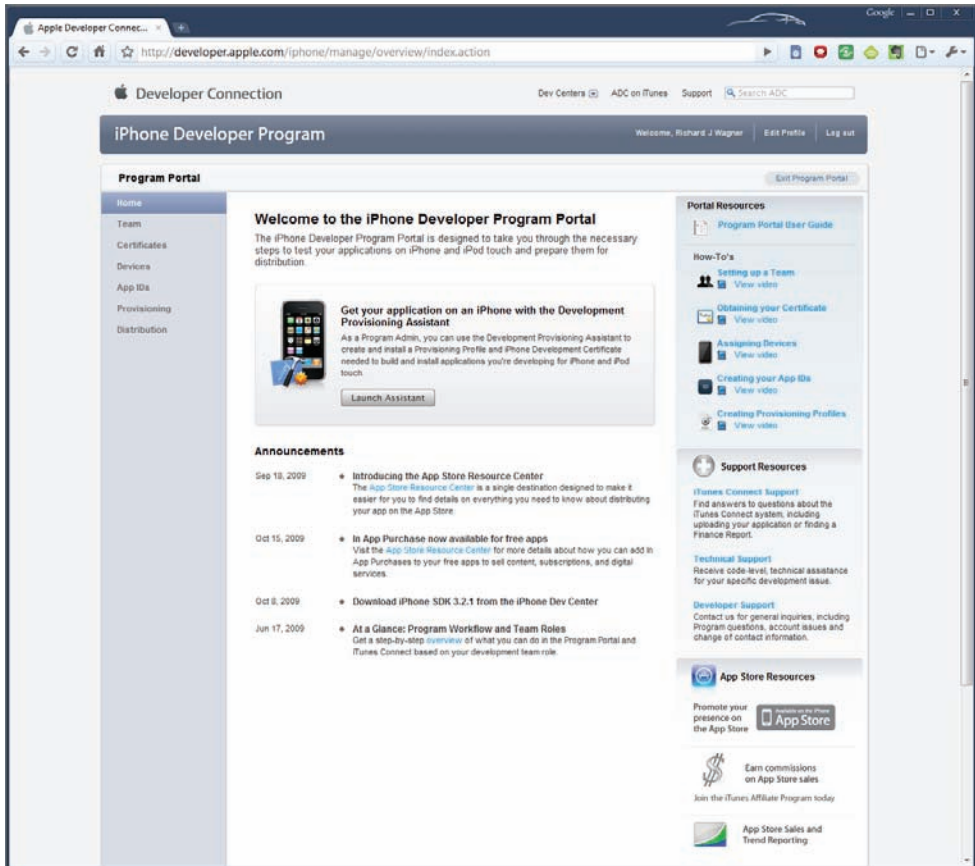 Google
Apple Developer Connec...
http://developer.apple.com/iphone/manage/overview/index.action
Developer Connection
Dev Centers
ADC on iTunes
Support
Search ADC
iPhone Developer Program
Welcome, Richard J Wagner
Edit Profile
Log out
Program Portal
Exit Program Portal
Home
Team
Certificates
Devices
App IDs
Provisioning
Distribution
Welcome to the iPhone Developer Program Portal
The iPhone Developer Program Portal is designed to take you through the necessary
steps to test your applications on iPhone and iPod touch and prepare them for
distribution.
Get your application on an iPhone with the Development
Provisioning Assistant
As a Program Admin, you can use the Development Provisioning Assistant to
create and install a Provisioning Profile and iPhone Development Certificate
needed to build and install applications you're developing for iPhone and iPod
touch.
Launch Assistant
Announcements
Sep 18, 2009
Introducing the App Store Resource Center
The App Store Resource Center is a single destination designed to make it
easier for you to find details on everything you need to know about distributing
your app on the App Store.
Oct 15, 2009
In App Purchase now available for free apps
Visit the App Store Resource Center for more details about how you can add In
App Purchases to your free apps to sell content, subscriptions, and digital
services.
Oct 8, 2009
Download iPhone SDK 3.2.1 from the iPhone Dev Center
Jun 17, 2009
At a Glance: Program Workflow and Team Roles
Get a step-by-step overview of what you can do in the Program Portal and
iTunes Connect based on your development team role.
Portal Resources
Program Portal User Guide
How-To's
Setting up a Team
View video
Obtaining your Certificate
View video
Assigning Devices
View video
Creating your App IDs
View video
Creating Provisioning Profiles
View video
Support Resources
iTunes Connect Support
Find answers to questions about the
iTunes Connect system, including
uploading your application or finding a
Finance Report.
Technical Support
Receive code-level, technical assistance
for your specific development issue.
Developer Support
Contact us for general inquiries, including
Program questions, account issues and
change of contact information.
App Store Resources
Promote your
presence on
the App Store
Available on the iPhone
App Store
Earn commissions
on App Store sales
Join the iTunes Affiliate Program today
App Store Sales and
Trend Reporting